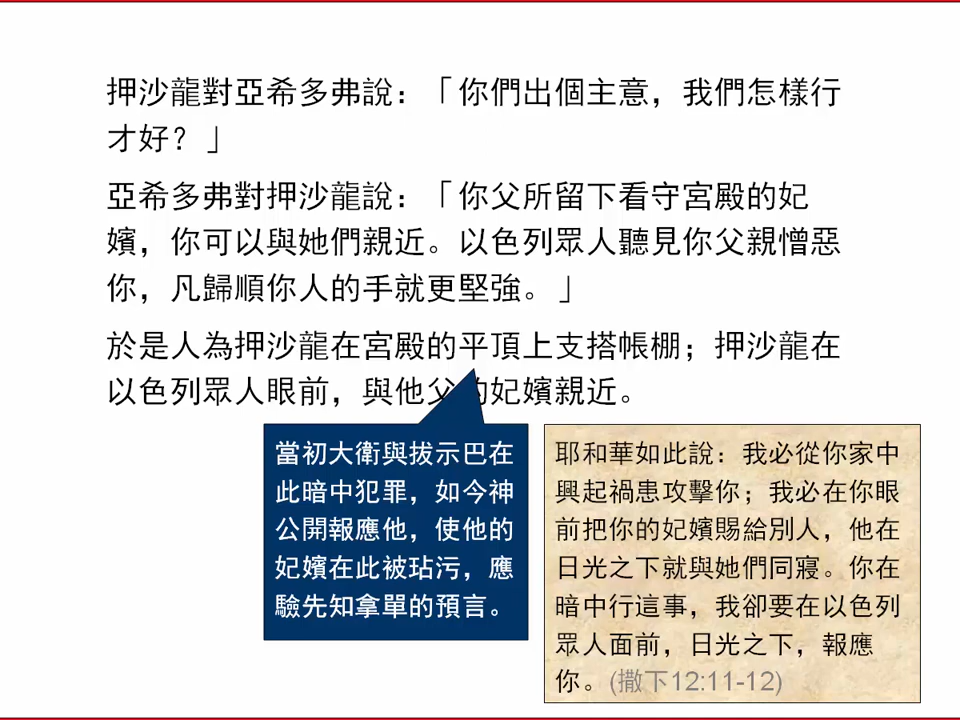 押沙龍對亞希多弗說：「你們出個主意，我們怎樣行
才好？」
亞希多弗對押沙龍說：「你父所留下看守宮殿的妃
嬪，你可以與她們親近。以色列眾人聽見你父親憎惡
你，凡歸順你人的手就更堅強。」
於是人為押沙龍在宮殿的平頂上支搭帳棚；押沙龍在
以色列眾人眼前，與他父的妃嬪親近。
當初大衛與拔示巴在
此暗中犯罪，如今神
公開報應他，使他的
妃嬪在此被玷污，應
驗先知拿單的預言。
耶和華如此說：我必從你家中
興起禍患攻擊你；我必在你眼
前把你的妃嬪賜給別人，他在
日光之下就與她們同寢。你在
暗中行這事，我卻要在以色列
眾人面前，日光之下，報應
你。(撒下12:11-12)